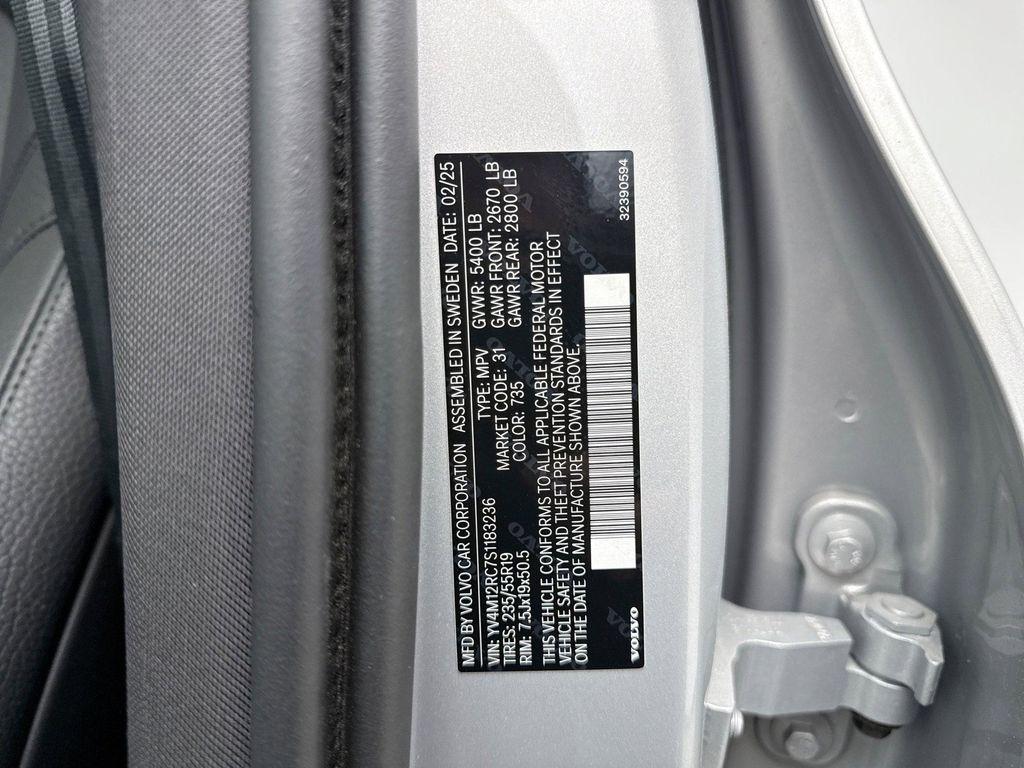 MFD BY VOLVO CAR CORPORATION ASSEMBLED IN SWEDEN DATE: 02/25
VIN: YV4M12RC7S1183236 TYPE: MPV GVWR: 5400 LB
TIRES: 235/55R19 MARKET CODE: 31 GAWR FRONT: 2670 LB
RIM: 7.5Jx19x50.5 COLOR: 735 GAWR REAR: 2800 LB
THIS VEHICLE CONFORMS TO ALL APPLICABLE FEDERAL MOTOR
VEHICLE SAFETY AND THEFT PREVENTION STANDARDS IN EFFECT
ON THE DATE OF MANUFACTURE SHOWN ABOVE.
VOLVO 32390594